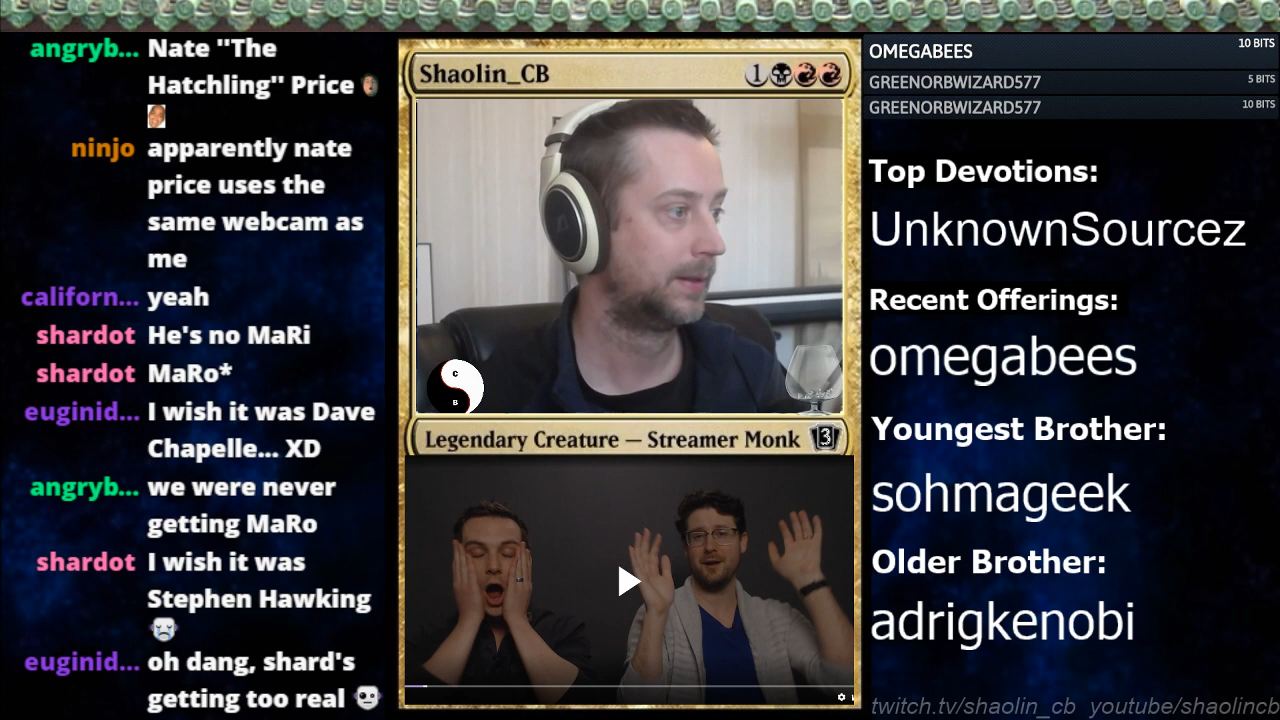 angryb... Nate "The
Hatchling" Price
ninjo apparently nate
price uses the
same webcam as
me
californ... yeah
shardot He's no MaRi
shardot MaRo*
euginid... I wish it was Dave
Chapelle... XD
angryb... we were never
getting MaRo
shardot I wish it was
Stephen Hawking
euginid... oh dang, shard's
getting too real
Shaolin_CB 1
C
B
Legendary Creature — Streamer Monk 3
OMEGABEES 10 BITS
GREENORBWIZARD577 5 BITS
GREENORBWIZARD577 10 BITS
Top Devotions:
UnknownSourcez
Recent Offerings:
omegabees
Youngest Brother:
sohmageek
Older Brother:
adrigkenobi
twitch.tv/shaolin_cb youtube/shaolincb